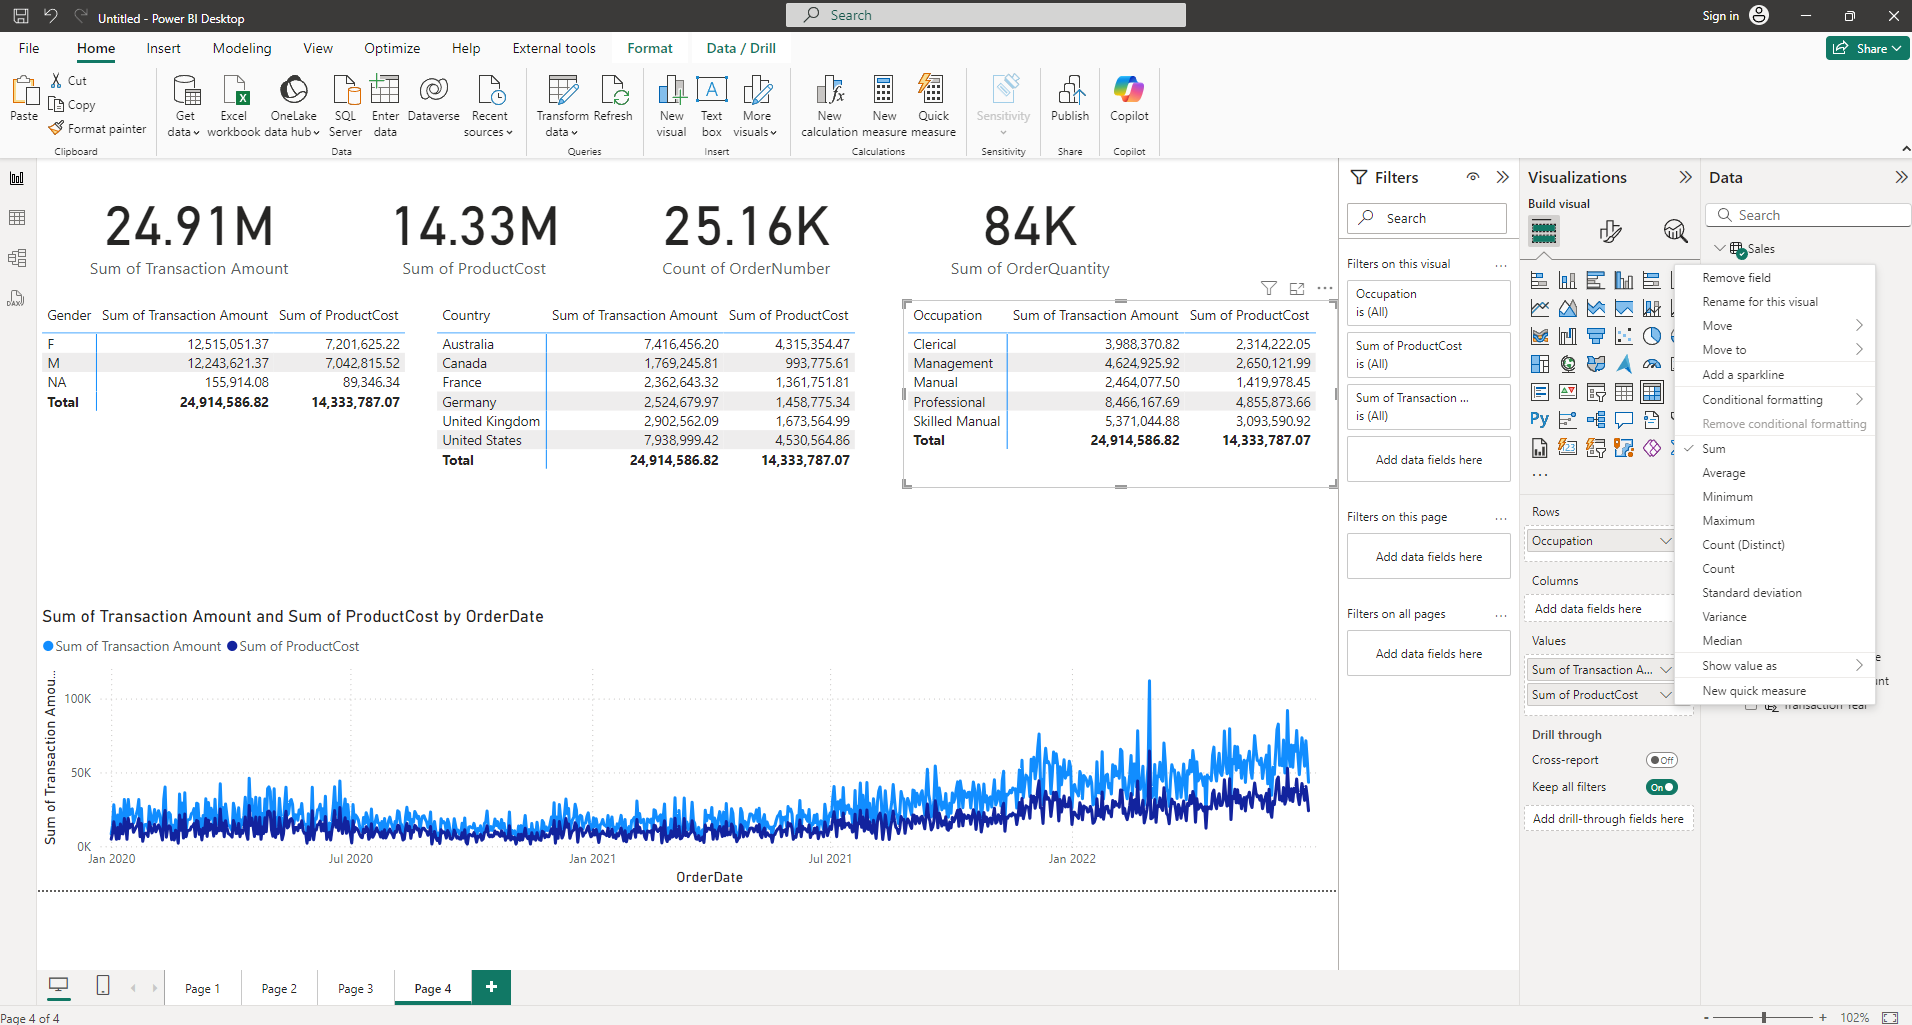 Untitled - Power BI Desktop
Search
Sign in
File Home Insert Modeling View Optimize Help External tools Format Data / Drill
Share
Paste
Cut
Copy
Format painter
Clipboard
Get data
Excel workbook
OneLake data hub
SQL Server
Enter data
Dataverse
Recent sources
Data
Transform data
Refresh
Queries
New visual
Text box
More visuals
Insert
New calculation
New measure
Quick measure
Calculations
Sensitivity
Sensitivity
Publish
Share
Copilot
Copilot
24.91M
Sum of Transaction Amount
14.33M
Sum of ProductCost
25.16K
Count of OrderNumber
84K
Sum of OrderQuantity
Gender Sum of Transaction Amount Sum of ProductCost
F 12,515,051.37 7,201,625.22
M 12,243,621.37 7,042,815.52
NA 155,914.08 89,346.34
Total 24,914,586.82 14,333,787.07
Country Sum of Transaction Amount Sum of ProductCost
Australia 7,416,456.20 4,315,354.47
Canada 1,769,245.81 993,775.61
France 2,362,643.32 1,361,751.81
Germany 2,524,679.97 1,458,775.34
United Kingdom 2,902,562.09 1,673,564.99
United States 7,938,999.42 4,530,564.86
Total 24,914,586.82 14,333,787.07
Occupation Sum of Transaction Amount Sum of ProductCost
Clerical 3,988,370.82 2,314,222.05
Management 4,624,925.92 2,650,121.99
Manual 2,464,077.50 1,419,978.45
Professional 8,466,167.69 4,855,873.66
Skilled Manual 5,371,044.88 3,093,590.92
Total 24,914,586.82 14,333,787.07
Sum of Transaction Amount and Sum of ProductCost by OrderDate
Sum of Transaction Amount Sum of ProductCost
Sum of Transaction Amou...
100K
50K
0K
Jan 2020 Jul 2020 Jan 2021 Jul 2021 Jan 2022
OrderDate
Filters
Search
Filters on this visual ...
Occupation
is (All)
Sum of ProductCost
is (All)
Sum of Transaction ...
is (All)
Add data fields here
Filters on this page ...
Add data fields here
Filters on all pages ...
Add data fields here
Visualizations
Build visual
Py
123
...
Rows
Occupation
Columns
Add data fields here
Values
Sum of Transaction A...
Sum of ProductCost
Drill through
Cross-report Off
Keep all filters On
Add drill-through fields here
Data
Search
Sales
Remove field
Rename for this visual
Move
Move to
Add a sparkline
Conditional formatting
Remove conditional formatting
Sum
Average
Minimum
Maximum
Count (Distinct)
Count
Standard deviation
Variance
Median
Show value as
New quick measure
Transaction Year
Page 1 Page 2 Page 3 Page 4 +
Page 4 of 4
- + 102%